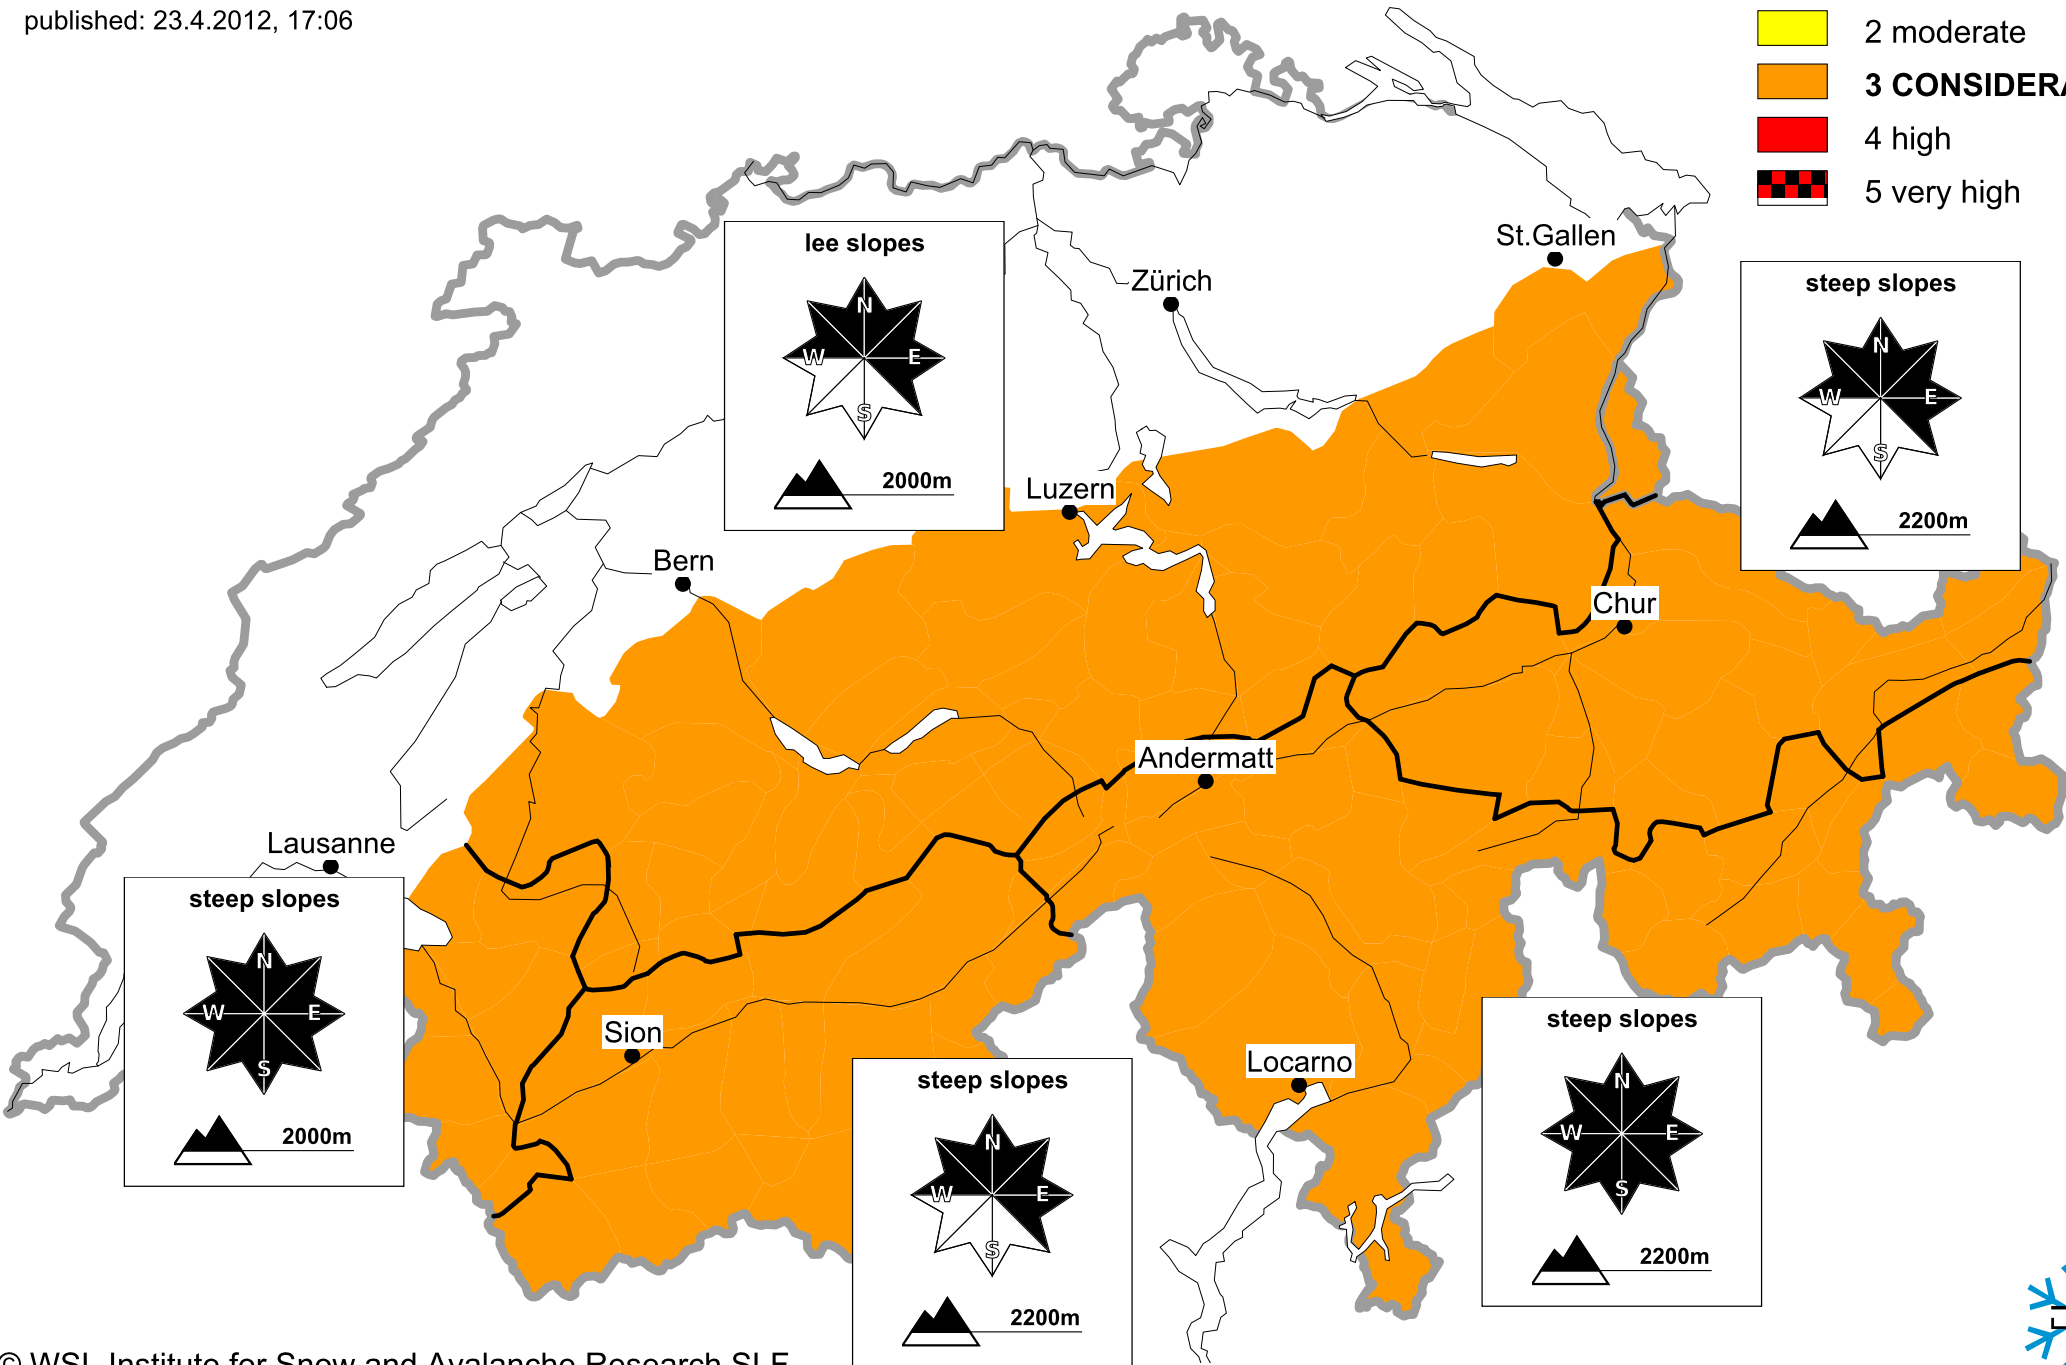 published: 23.4.2012, 17:06
2 moderate
3 CONSIDERA
4 high
5 very high
St.Gallen
Zürich
Luzern
Bern
Chur
Andermatt
Lausanne
Sion
Locarno
lee slopes
N
W E
S
2000m
steep slopes
N
W E
S
2200m
steep slopes
N
W E
S
2000m
steep slopes
N
W E
S
2200m
steep slopes
N
W E
S
2200m
© WSL Institute for Snow and Avalanche Research SLF